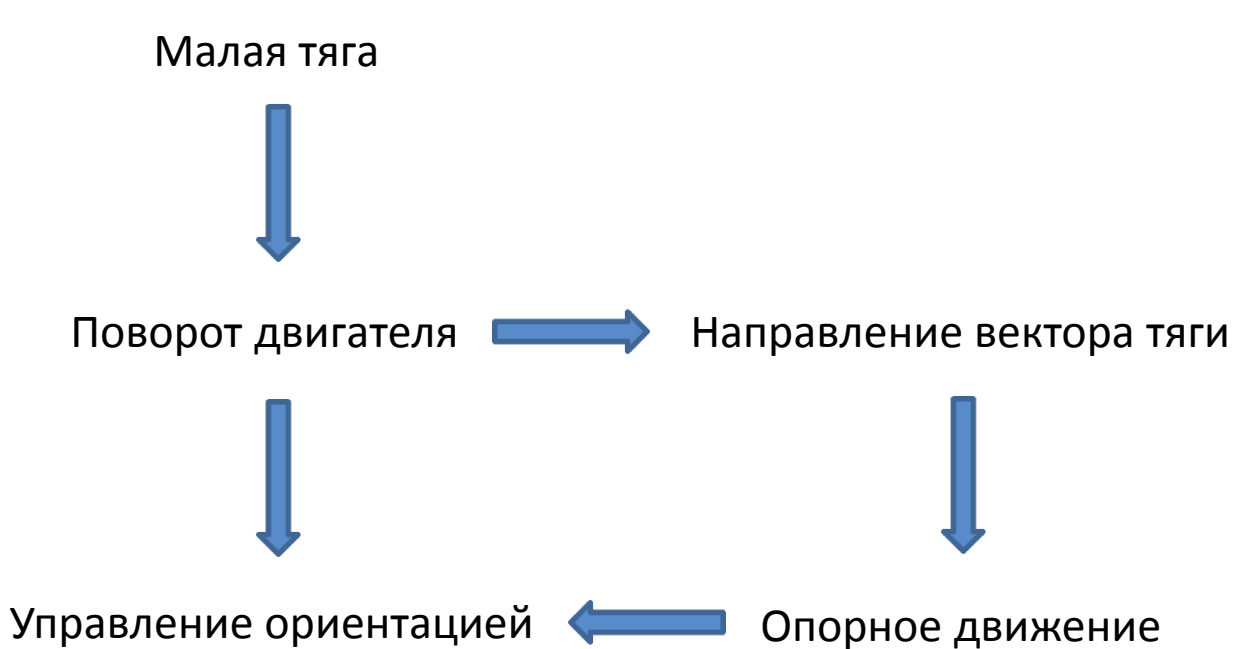 Малая тяга
Поворот двигателя
Направление вектора тяги
Управление ориентацией
Опорное движение